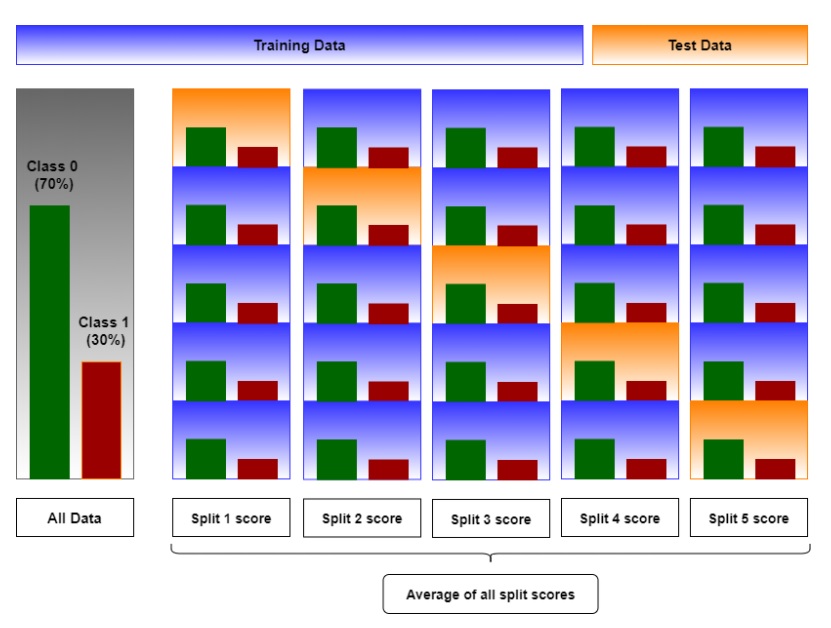 Training Data
Test Data
Class 0
(70%)
Class 1
(30%)
All Data
Split 1 score
Split 2 score
Split 3 score
Split 4 score
Split 5 score
Average of all split scores